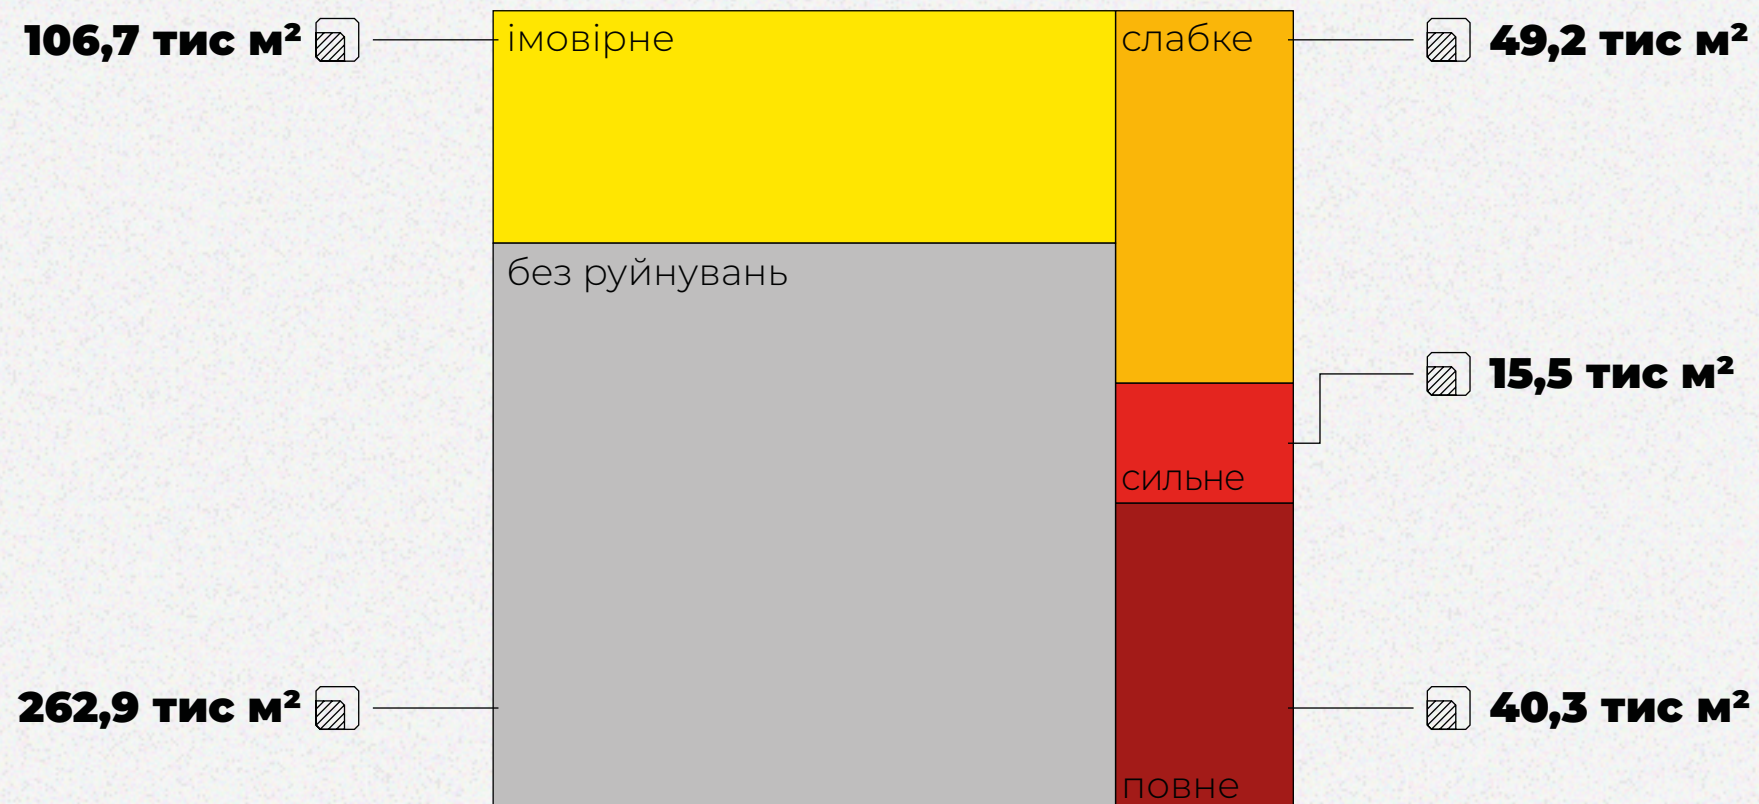 106,7 тис м²
імовірне
слабке
49,2 тис м²
без руйнувань
15,5 тис м²
сильне
262,9 тис м²
40,3 тис м²
повне